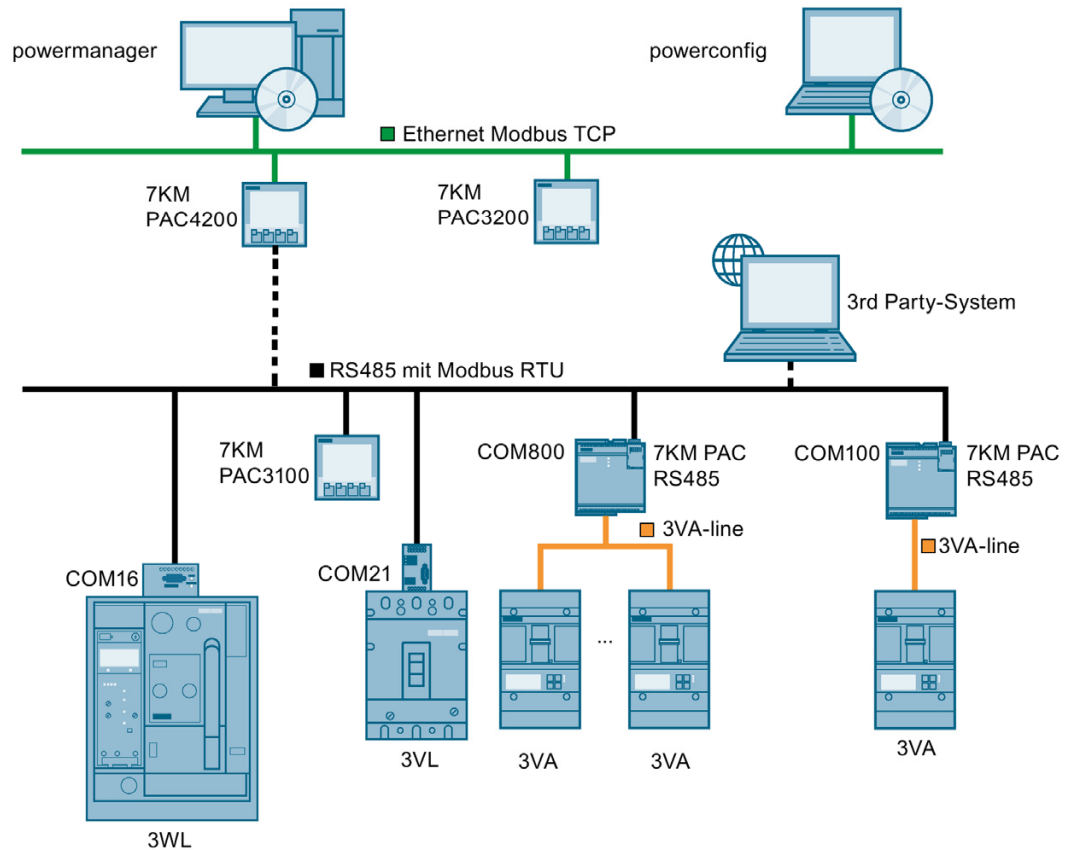 powermanager
powerconfig
Ethernet Modbus TCP
7KM
PAC4200
7KM
PAC3200
3rd Party-System
RS485 mit Modbus RTU
7KM
PAC3100
COM800
7KM PAC
RS485
COM100
7KM PAC
RS485
3VA-line
3VA-line
COM16
COM21
...
3VL
3VA
3VA
3VA
3WL